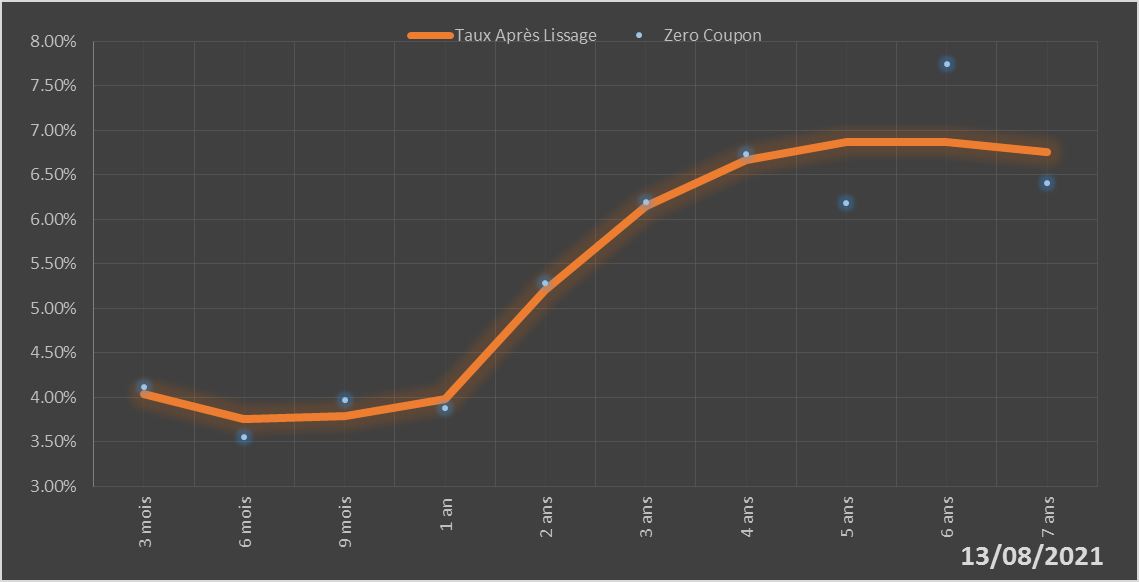 Taux Après Lissage Zero Coupon
8.00%
7.50%
7.00%
6.50%
6.00%
5.50%
5.00%
4.50%
4.00%
3.50%
3.00%
3 mois
6 mois
9 mois
1 an
2 ans
3 ans
4 ans
5 ans
6 ans
7 ans
13/08/2021